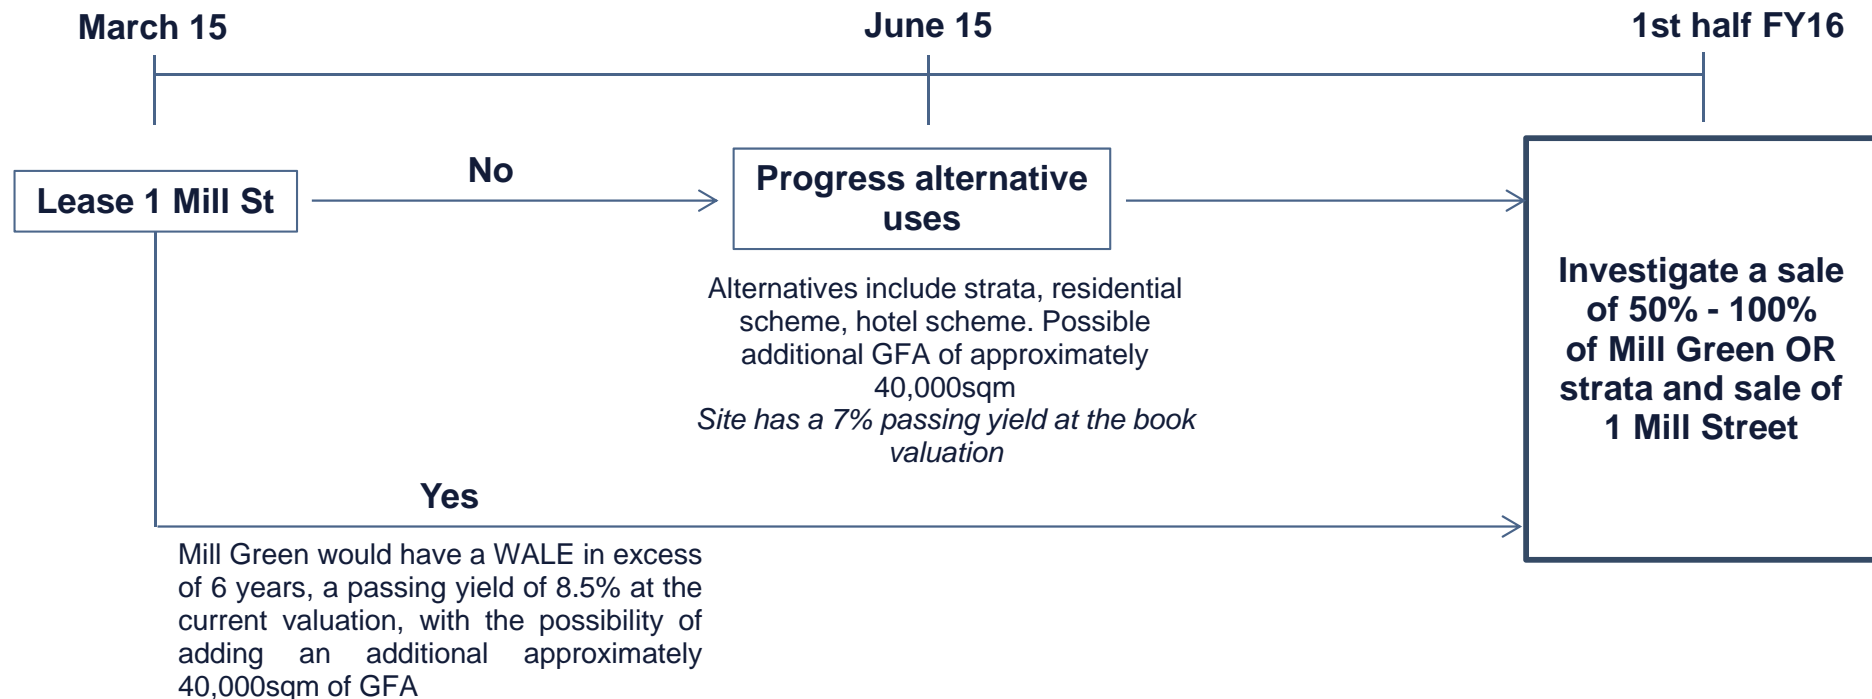 March 15
June 15
1st half FY16
Lease 1 Mill St
No
Progress alternative
uses
Alternatives include strata, residential
scheme, hotel scheme. Possible
additional GFA of approximately
40,000sqm
Site has a 7% passing yield at the book
valuation
Investigate a sale
of 50% - 100%
of Mill Green OR
strata and sale of
1 Mill Street
Yes
Mill Green would have a WALE in excess
of 6 years, a passing yield of 8.5% at the
current valuation, with the possibility of
adding an additional approximately
40,000sqm of GFA